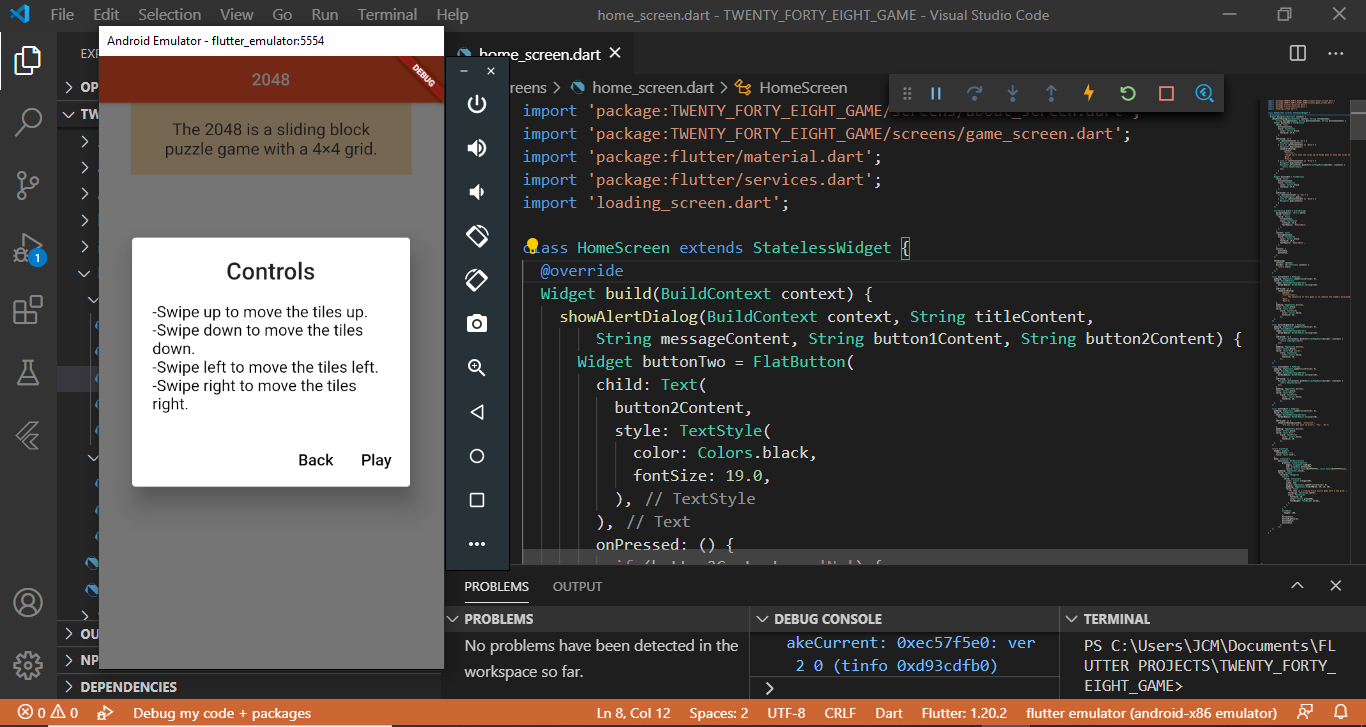 File Edit Selection View Go Run Terminal Help
home_screen.dart - TWENTY_FORTY_EIGHT_GAME - Visual Studio Code
Android Emulator - flutter_emulator:5554
2048
DEBUG
The 2048 is a sliding block
puzzle game with a 4×4 grid.
Controls
-Swipe up to move the tiles up.
-Swipe down to move the tiles
down.
-Swipe left to move the tiles left.
-Swipe right to move the tiles
right.
Back Play
EXP
OP
TW
1
OU
NP
DEPENDENCIES
home_screen.dart
reens > home_screen.dart > HomeScreen
import 'package:TWENTY_FORTY_EIGHT_GAME/screens/about_screen.dart';
import 'package:TWENTY_FORTY_EIGHT_GAME/screens/game_screen.dart';
import 'package:flutter/material.dart';
import 'package:flutter/services.dart';
import 'loading_screen.dart';
class HomeScreen extends StatelessWidget {
@override
Widget build(BuildContext context) {
showAlertDialog(BuildContext context, String titleContent,
String messageContent, String button1Content, String button2Content) {
Widget buttonTwo = FlatButton(
child: Text(
button2Content,
style: TextStyle(
color: Colors.black,
fontSize: 19.0,
), // TextStyle
), // Text
onPressed: () {
PROBLEMS OUTPUT
PROBLEMS
No problems have been detected in the
workspace so far.
DEBUG CONSOLE
akeCurrent: 0xec57f5e0: ver
2 0 (tinfo 0xd93cdfb0)
TERMINAL
PS C:\Users\JCM\Documents\FL
UTTER PROJECTS\TWENTY_FORTY_
EIGHT_GAME>
0 0 Debug my code + packages Ln 8, Col 12 Spaces: 2 UTF-8 CRLF Dart Flutter: 1.20.2 flutter emulator (android-x86 emulator)